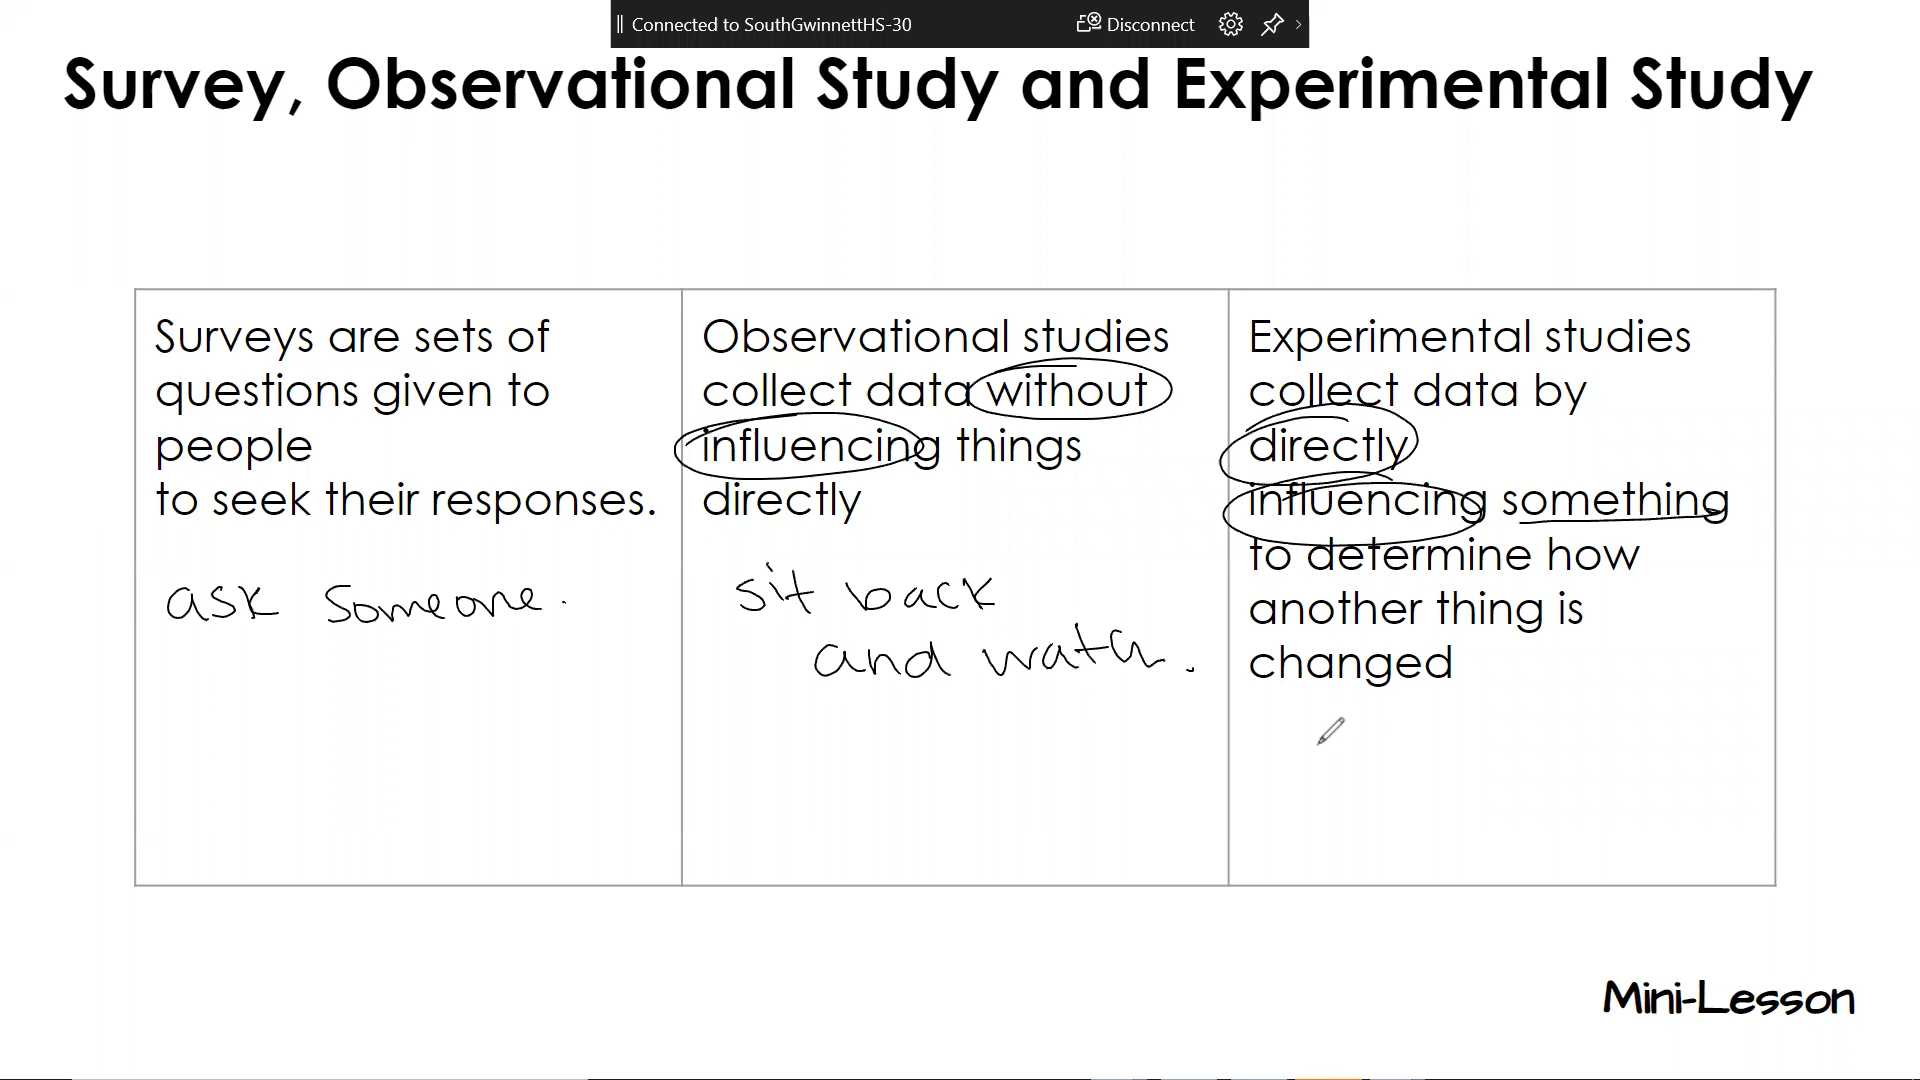 Connected to SouthGwinnettHS-30
Disconnect
Survey, Observational Study and Experimental Study
Surveys are sets of
questions given to
people
to seek their responses.
ask someone.
Observational studies
collect data without
influencing things
directly
sit back
and watch.
Experimental studies
collect data by
directly
influencing something
to determine how
another thing is
changed
Mini-Lesson